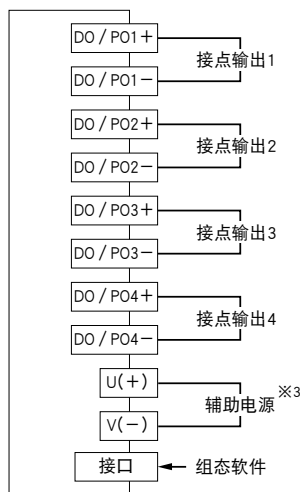 DO / PO1+
接点输出1
DO / PO1−
DO / PO2+
接点输出2
DO / PO2−
DO / PO3+
接点输出3
DO / PO3−
DO / PO4+
接点输出4
DO / PO4−
U(+)
辅助电源※3
V(−)
接口 组态软件